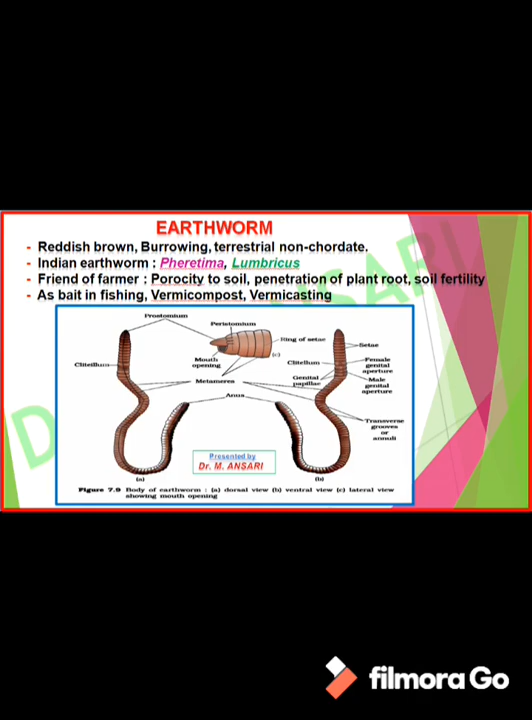 EARTHWORM
- Reddish brown, Burrowing, terrestrial non-chordate.
- Indian earthworm : Pheretima, Lumbricus
- Friend of farmer : Porocity to soil, penetration of plant root, soil fertility
- As bait in fishing, Vermicompost, Vermicasting
Prostomium
Peristomium
Ring of setae
Setae
(c)
Mouth
opening
Clitellum
Clitellum
Female
genital
aperture
Genital
papillae
Metameres
Male
genital
aperture
Anus
Transverse
grooves
or
annuli
Presented by
Dr. M. ANSARI
(a)
(b)
Figure 7.9 Body of earthworm : (a) dorsal view (b) ventral view (c) lateral view
showing mouth opening
filmora Go